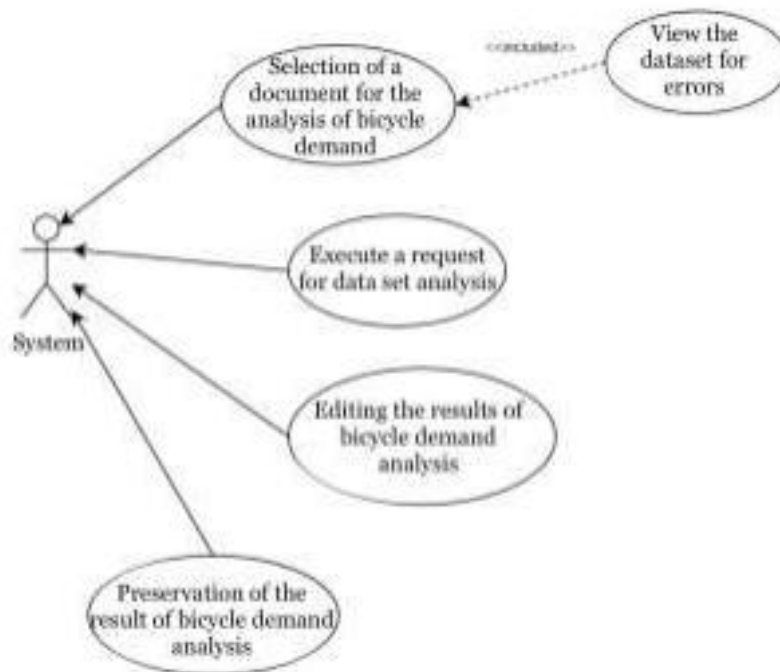 View the
dataset for
errors
<<included>>
Selection of a
document for the
analysis of bicycle
demand
Execute a request
for data set analysis
System
Editing the results of
bicycle demand
analysis
Preservation of the
result of bicycle demand
analysis